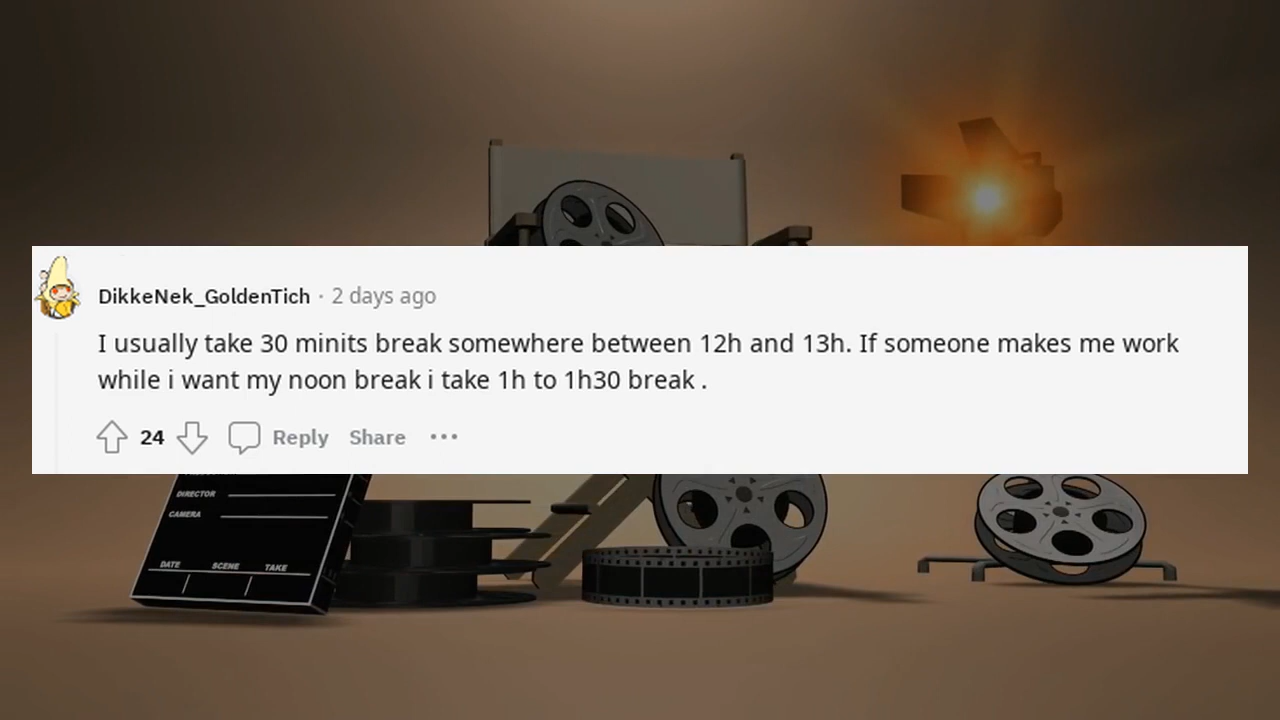 DikkeNek_GoldenTich · 2 days ago
I usually take 30 minits break somewhere between 12h and 13h. If someone makes me work
while i want my noon break i take 1h to 1h30 break .
24 Reply Share •••
DIRECTOR
CAMERA
DATE SCENE TAKE